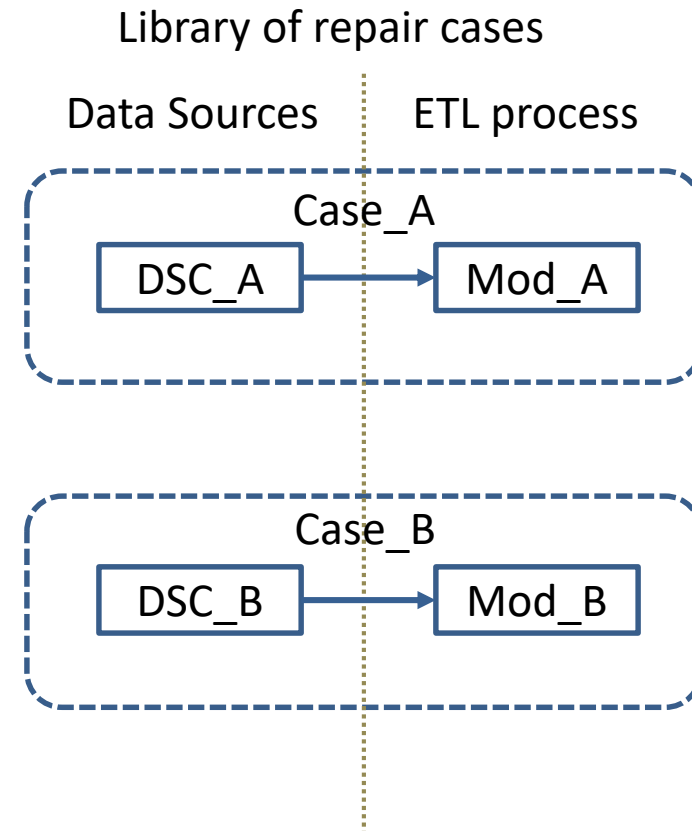 Library of repair cases
Data Sources ETL process
Case_A
DSC_A Mod_A
Case_B
DSC_B Mod_B